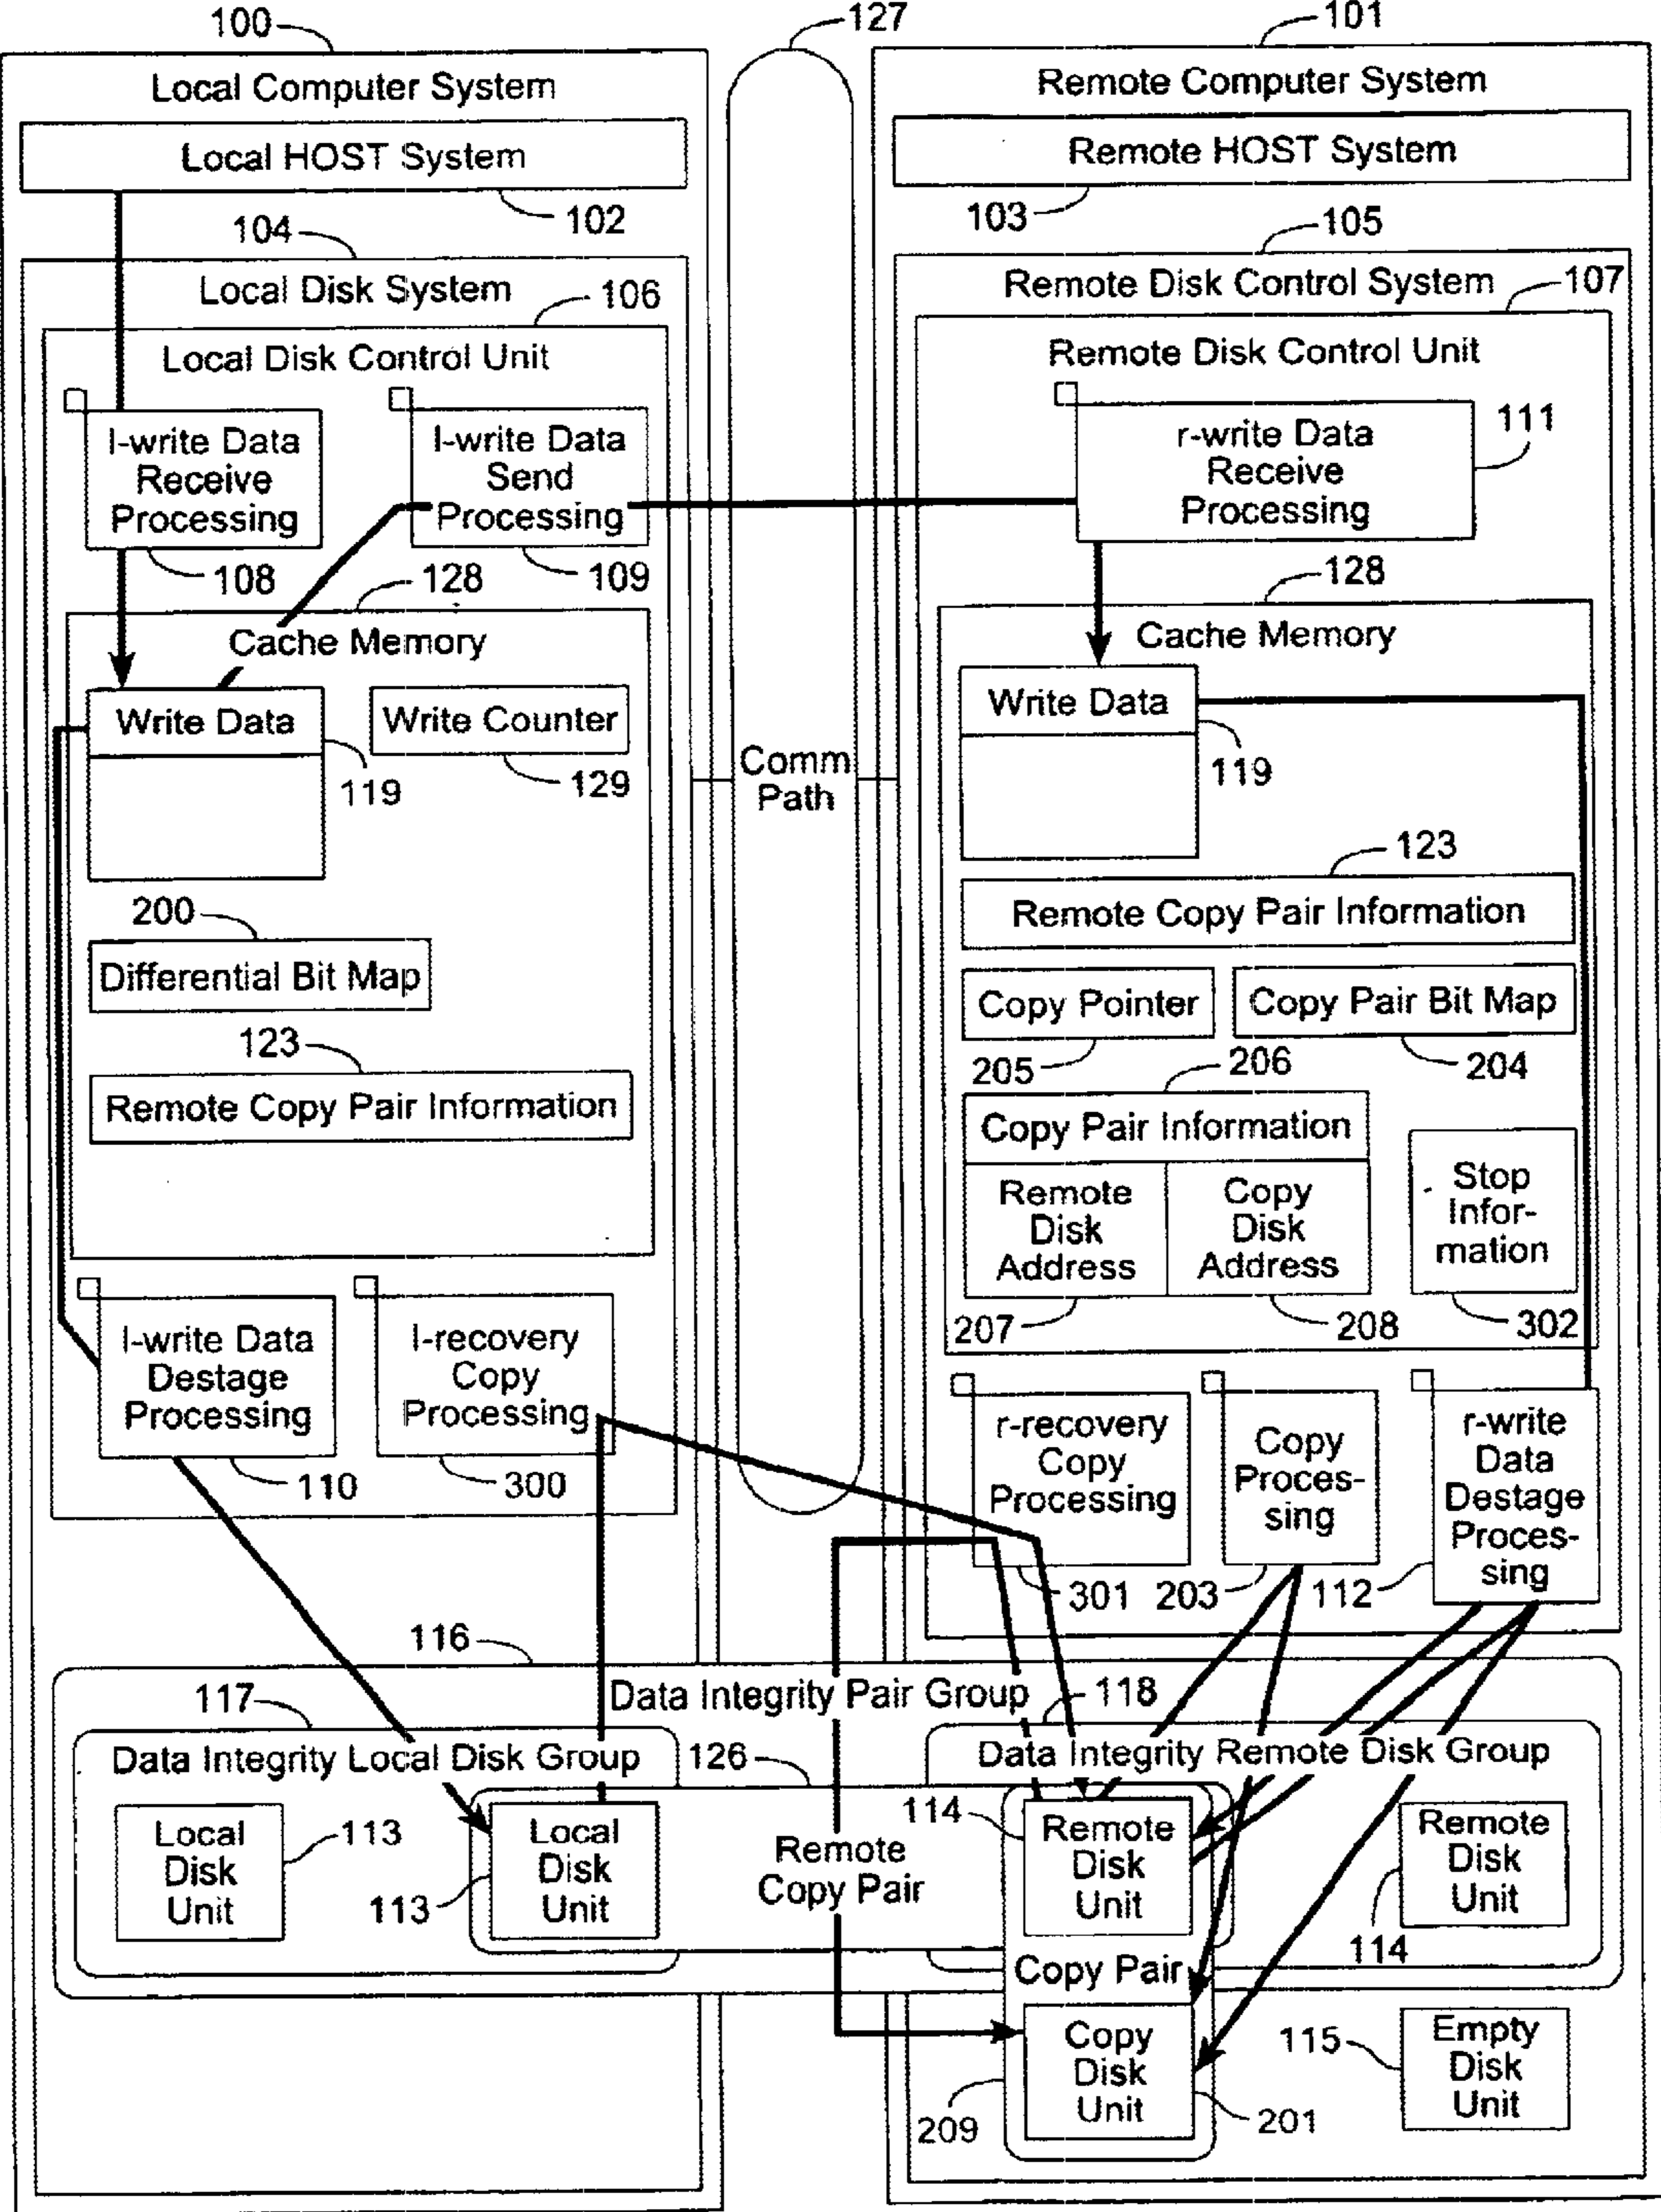 100
127
101
Local Computer System
Local HOST System
102
104
Local Disk System
106
Local Disk Control Unit
l-write Data
Receive
Processing
108
l-write Data
Send
Processing
109
128
Cache Memory
Write Data
119
Write Counter
129
200
Differential Bit Map
123
Remote Copy Pair Information
l-write Data
Destage
Processing
110
l-recovery
Copy
Processing
300
Comm
Path
Remote Computer System
Remote HOST System
103
105
Remote Disk Control System
107
Remote Disk Control Unit
r-write Data
Receive
Processing
111
128
Cache Memory
Write Data
119
123
Remote Copy Pair Information
Copy Pointer
205
Copy Pair Bit Map
204
206
Copy Pair Information
Remote
Disk
Address
207
Copy
Disk
Address
208
Stop
Infor-
mation
302
r-recovery
Copy
Processing
301
Copy
Proces-
sing
203
r-write
Data
Destage
Proces-
sing
112
116
Data Integrity Pair Group
117
Data Integrity Local Disk Group
126
118
Data Integrity Remote Disk Group
Local
Disk
Unit
113
Local
Disk
Unit
113
Remote
Copy Pair
114
Remote
Disk
Unit
Remote
Disk
Unit
114
Copy Pair
Copy
Disk
Unit
209
201
115
Empty
Disk
Unit